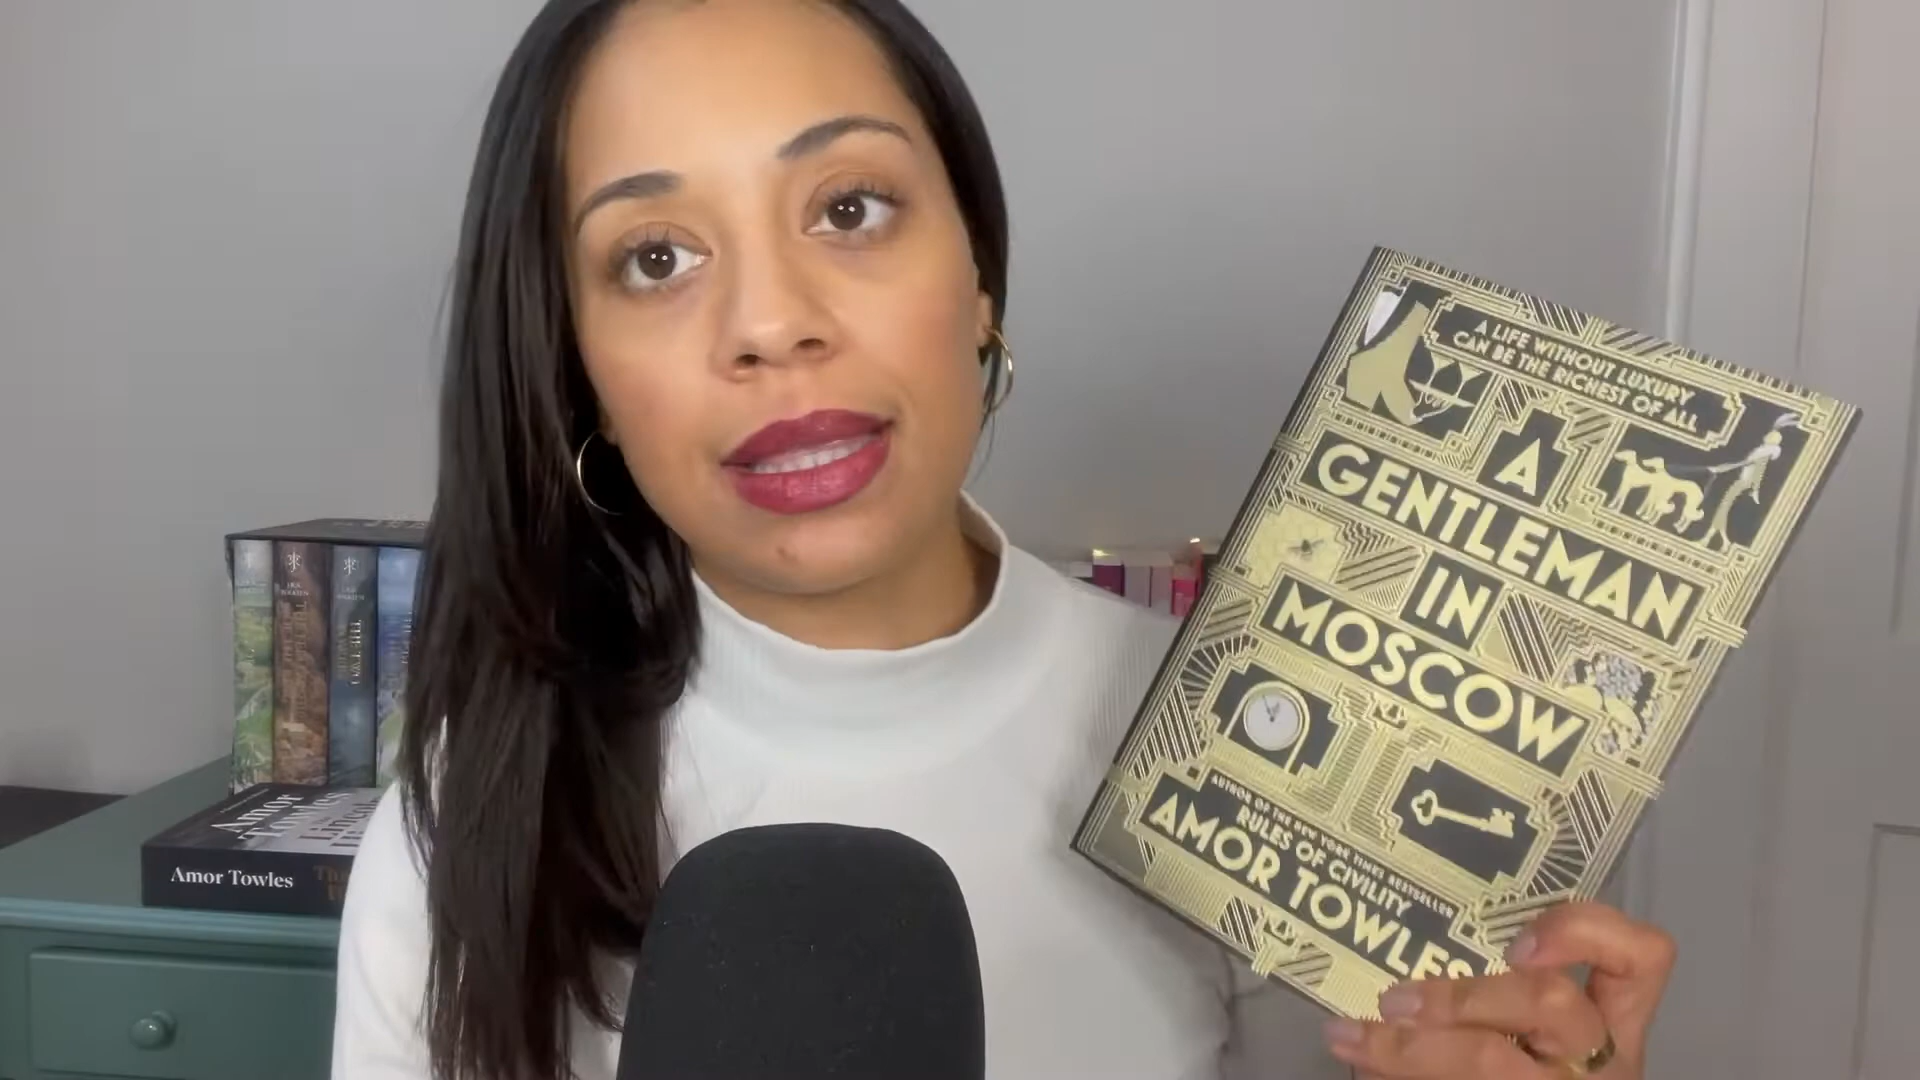 A LIFE WITHOUT LUXURY
CAN BE THE RICHEST OF ALL
A
GENTLEMAN
IN
MOSCOW
AUTHOR OF THE NEW YORK TIMES BESTSELLER
RULES OF CIVILITY
AMOR TOWLES
Amor
Towles
Amor Towles